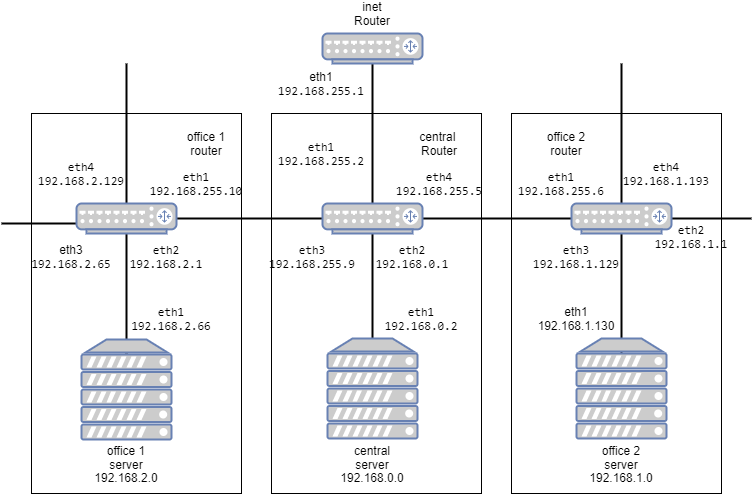 inet
Router
eth1
192.168.255.1
office 1
router
eth4
192.168.2.129
eth1
192.168.255.10
eth3
192.168.2.65
eth2
192.168.2.1
eth1
192.168.2.66
office 1
server
192.168.2.0
central
Router
eth1
192.168.255.2
eth4
192.168.255.5
eth3
192.168.255.9
eth2
192.168.0.1
eth1
192.168.0.2
central
server
192.168.0.0
office 2
router
eth1
192.168.255.6
eth4
192.168.1.193
eth2
192.168.1.1
eth3
192.168.1.129
eth1
192.168.1.130
office 2
server
192.168.1.0